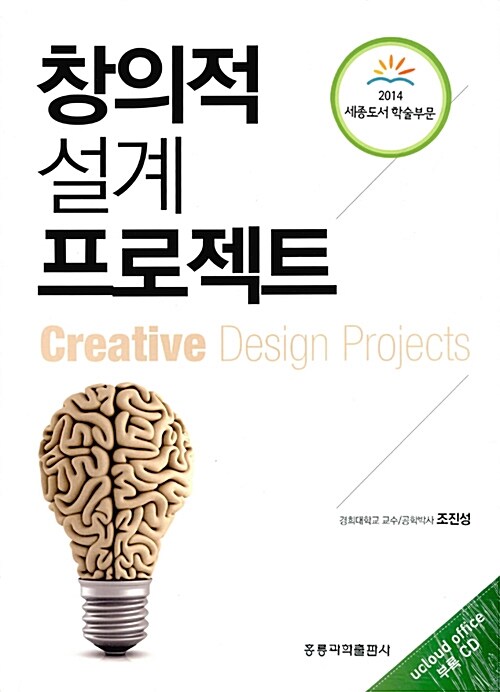 창의적
설계
프로젝트
2014
세종도서 학술부문
Creative Design Projects
경희대학교 교수/공학박사 조진성
홍릉과학출판사
ucloud office
부록 CD